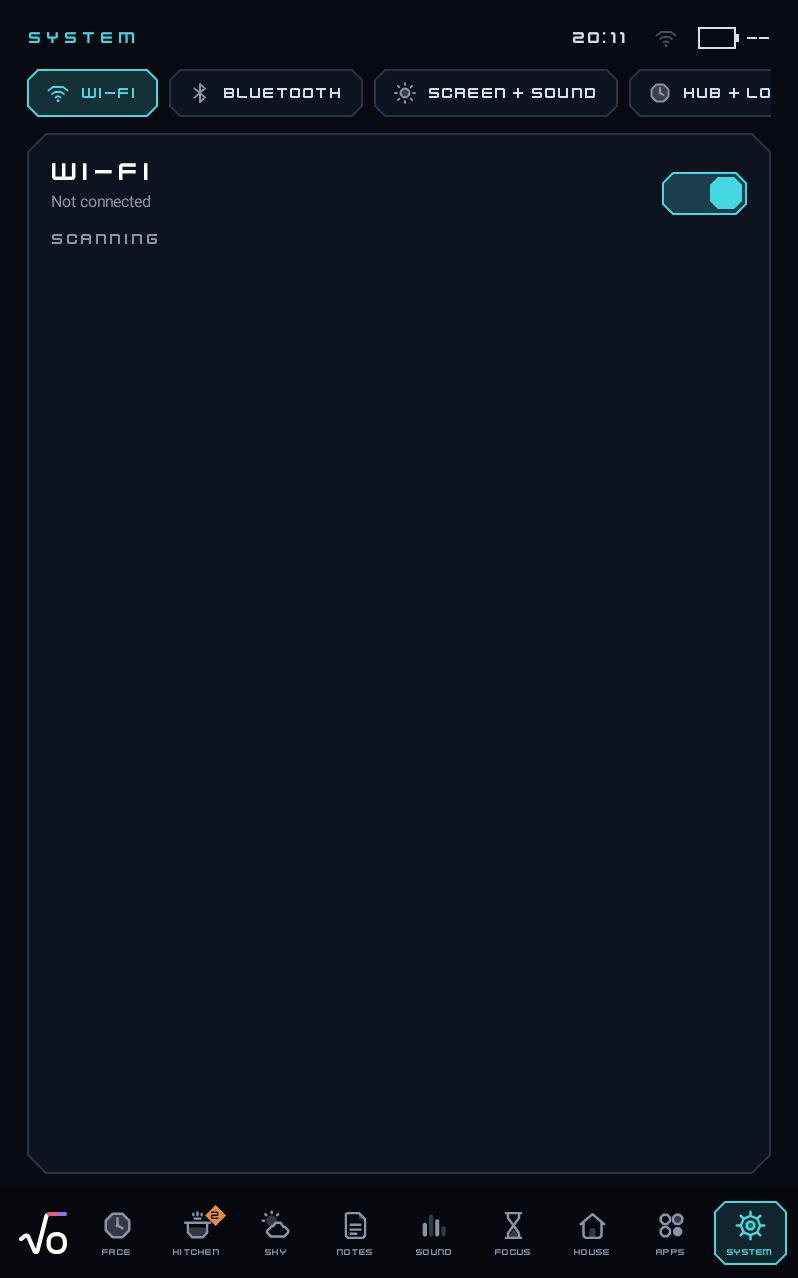 SYSTEM
20:11
--
WI-FI
BLUETOOTH
SCREEN + SOUND
HUB + LO
WI-FI
Not connected
SCANNING
√o
FACE
KITCHEN
2
SKY
NOTES
SOUND
FOCUS
HOUSE
APPS
SYSTEM